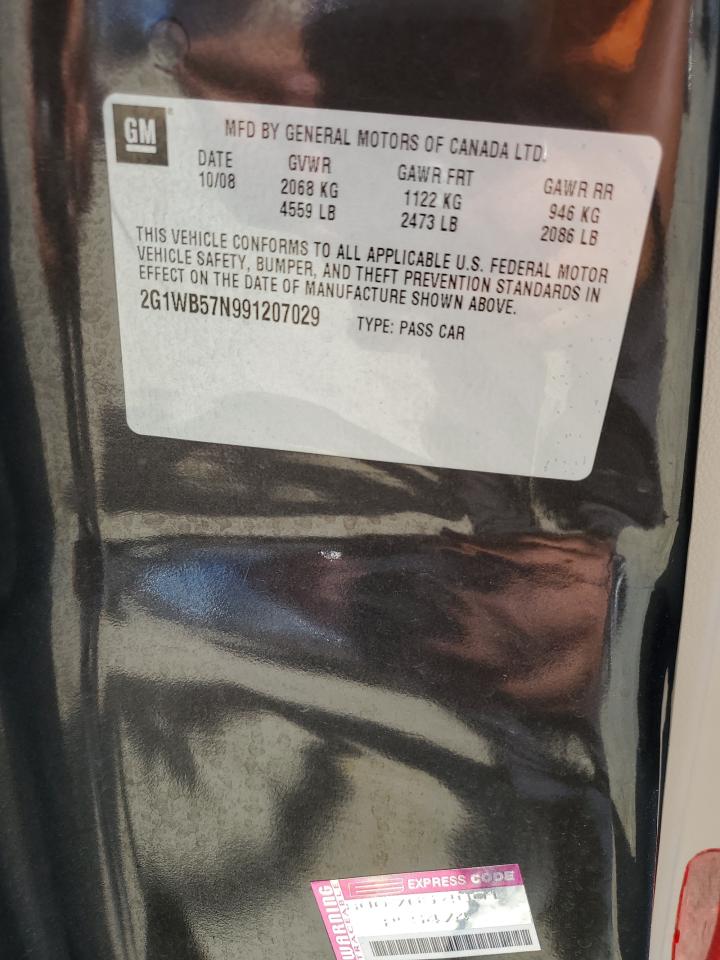 GM
MFD BY GENERAL MOTORS OF CANADA LTD.
DATE GVWR GAWR FRT GAWR RR
10/08 2068 KG 1122 KG 946 KG
4559 LB 2473 LB 2086 LB
THIS VEHICLE CONFORMS TO ALL APPLICABLE U.S. FEDERAL MOTOR
VEHICLE SAFETY, BUMPER, AND THEFT PREVENTION STANDARDS IN
EFFECT ON THE DATE OF MANUFACTURE SHOWN ABOVE.
2G1WB57N991207029 TYPE: PASS CAR
EXPRESS CODE
WARNING
TRACEABLE